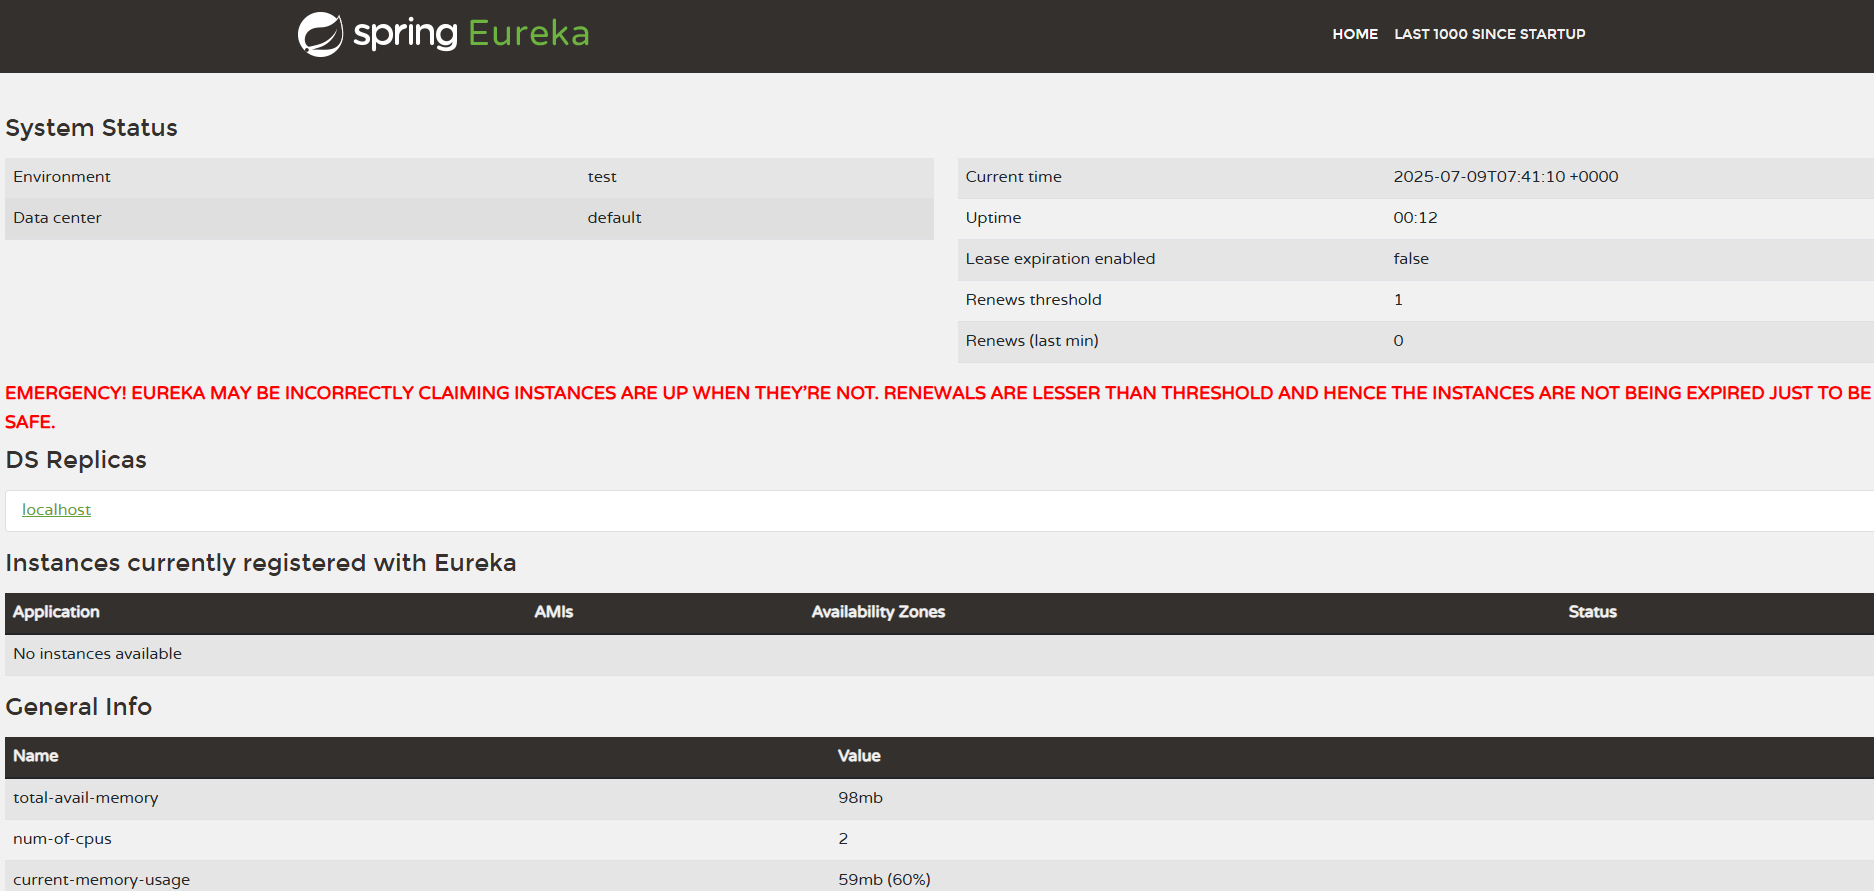 spring Eureka
HOME LAST 1000 SINCE STARTUP
System Status
Environment test
Data center default
Current time 2025-07-09T07:41:10 +0000
Uptime 00:12
Lease expiration enabled false
Renews threshold 1
Renews (last min) 0
EMERGENCY! EUREKA MAY BE INCORRECTLY CLAIMING INSTANCES ARE UP WHEN THEY'RE NOT. RENEWALS ARE LESSER THAN THRESHOLD AND HENCE THE INSTANCES ARE NOT BEING EXPIRED JUST TO BE
SAFE.
DS Replicas
localhost
Instances currently registered with Eureka
Application AMIs Availability Zones Status
No instances available
General Info
Name Value
total-avail-memory 98mb
num-of-cpus 2
current-memory-usage 59mb (60%)